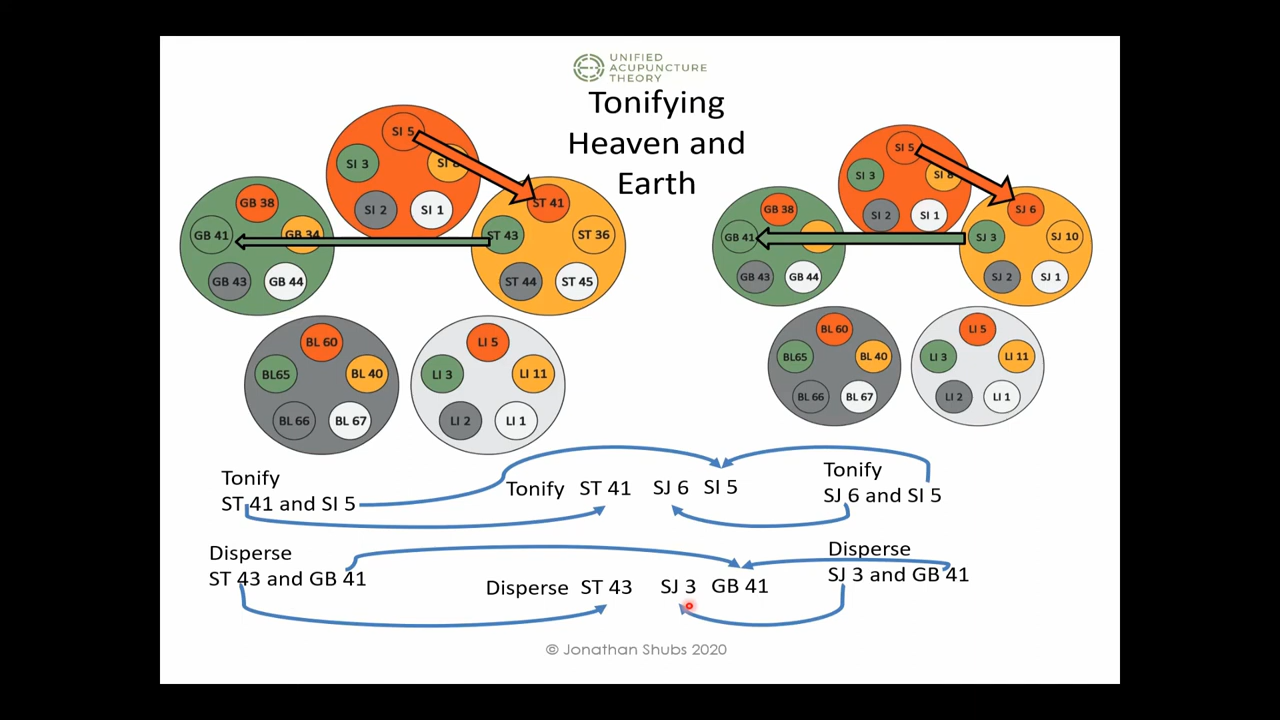 UNIFIED
ACUPUNCTURE
THEORY
Tonifying
Heaven and
Earth
SI 5
SI 3
SI 8
SI 2
SI 1
GB 38
GB 41
GB 34
GB 43
GB 44
ST 41
ST 43
ST 36
ST 44
ST 45
BL 60
BL65
BL 40
BL 66
BL 67
LI 5
LI 3
LI 11
LI 2
LI 1
SI 5
SI 3
SI 8
SI 2
SI 1
GB 38
GB 41
GB 43
GB 44
SJ 6
SJ 3
SJ 10
SJ 2
SJ 1
BL 60
BL65
BL 40
BL 66
BL 67
LI 5
LI 3
LI 11
LI 2
LI 1
Tonify
ST 41 and SI 5
Tonify ST 41 SJ 6 SI 5
Tonify
SJ 6 and SI 5
Disperse
ST 43 and GB 41
Disperse ST 43 SJ 3 GB 41
Disperse
SJ 3 and GB 41
© Jonathan Shubs 2020